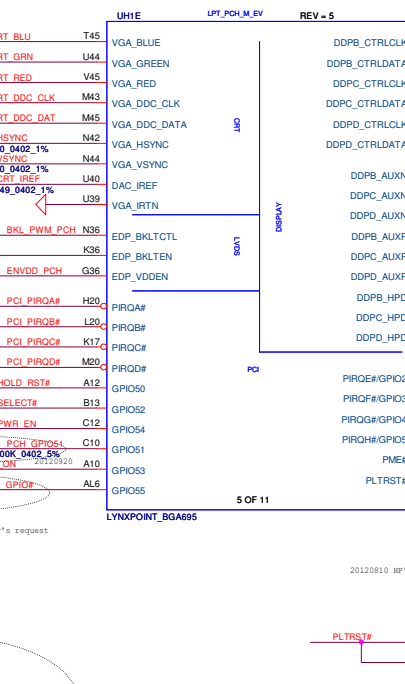 UH1E
LPT_PCH_M_EV
REV = 5
RT_BLU T45 VGA_BLUE DDPB_CTRLCLK
RT_GRN U44 VGA_GREEN DDPB_CTRLDATA
RT_RED V45 VGA_RED DDPC_CTRLCLK
RT_DDC_CLK M43 VGA_DDC_CLK DDPC_CTRLDATA
RT_DDC_DAT M45 VGA_DDC_DATA DDPD_CTRLCLK
HSYNC N42 VGA_HSYNC DDPD_CTRLDATA
0_0402_1%
VSYNC N44 VGA_VSYNC
0_0402_1%
CRT_IREF U40 DAC_IREF DDPB_AUXN
49_0402_1%
U39 VGA_IRTN DDPC_AUXN
DDPD_AUXN
CRT
DISPLAY
BKL_PWM_PCH N36 EDP_BKLTCTL DDPB_AUXP
K36 EDP_BKLTEN DDPC_AUXP
ENVDD_PCH G36 EDP_VDDEN DDPD_AUXP
LVDS
DDPB_HPD
PCI_PIRQA# H20 PIRQA# DDPC_HPD
PCI_PIRQB# L20 PIRQB# DDPD_HPD
PCI_PIRQC# K17 PIRQC#
PCI_PIRQD# M20 PIRQD#
PCI
HOLD_RST# A12 GPIO50 PIRQE#/GPIO2
SELECT# B13 GPIO52 PIRQF#/GPIO3
PWR_EN C12 GPIO54 PIRQG#/GPIO4
PCH_GPIO51 C10 GPIO51 PIRQH#/GPIO5
00K_0402_5%
20120920
ON A10 GPIO53 PME#
GPIO# AL6 GPIO55 PLTRST#
5 OF 11
LYNXPOINT_BGA695
's request
20120810 HP'
PLTRST#